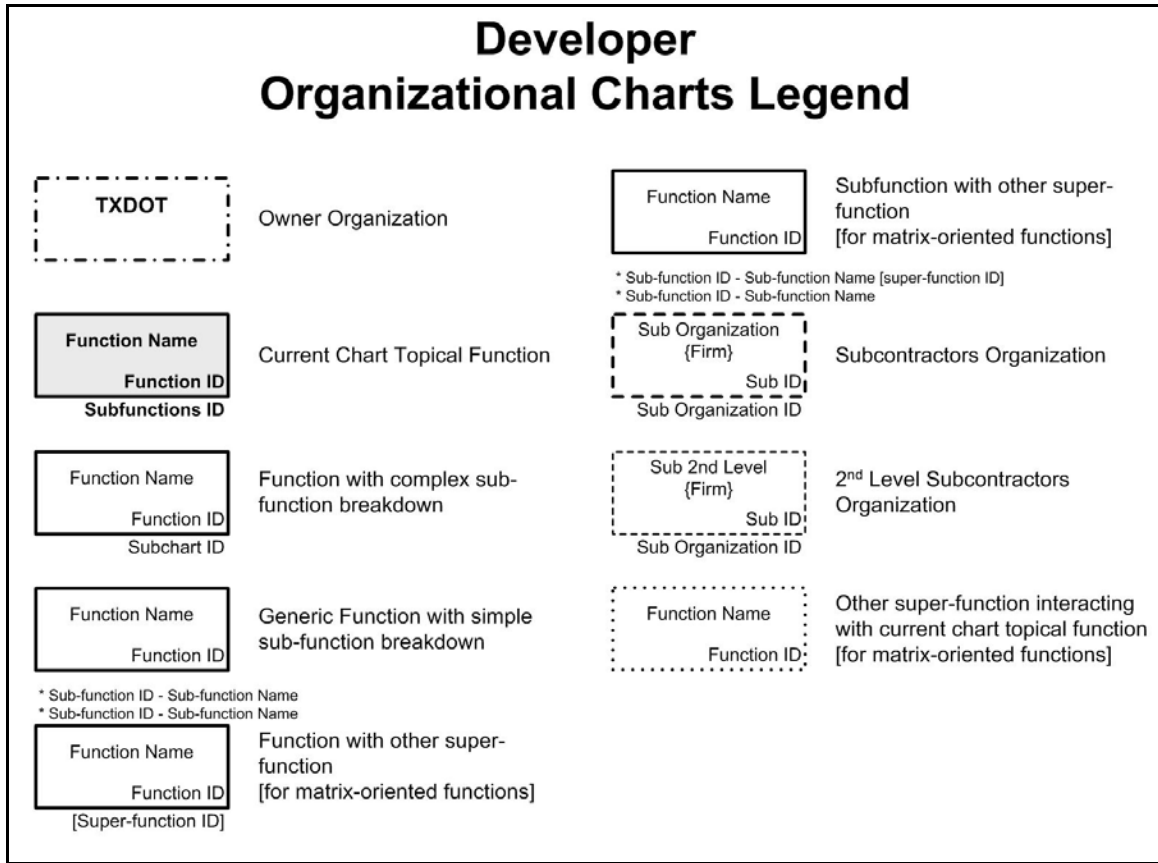 Developer
Organizational Charts Legend
TXDOT
Owner Organization
Function Name
Function ID
Subfunctions ID
Current Chart Topical Function
Function Name
Function ID
Subchart ID
Function with complex sub-
function breakdown
Function Name
Function ID
Generic Function with simple
sub-function breakdown
* Sub-function ID - Sub-function Name
* Sub-function ID - Sub-function Name
Function Name
Function ID
[Super-function ID]
Function with other super-
function
[for matrix-oriented functions]
Function Name
Function ID
Subfunction with other super-
function
[for matrix-oriented functions]
* Sub-function ID - Sub-function Name [super-function ID]
* Sub-function ID - Sub-function Name
Sub Organization
{Firm}
Sub ID
Sub Organization ID
Subcontractors Organization
Sub 2nd Level
{Firm}
Sub ID
Sub Organization ID
2nd Level Subcontractors
Organization
Function Name
Function ID
Other super-function interacting
with current chart topical function
[for matrix-oriented functions]